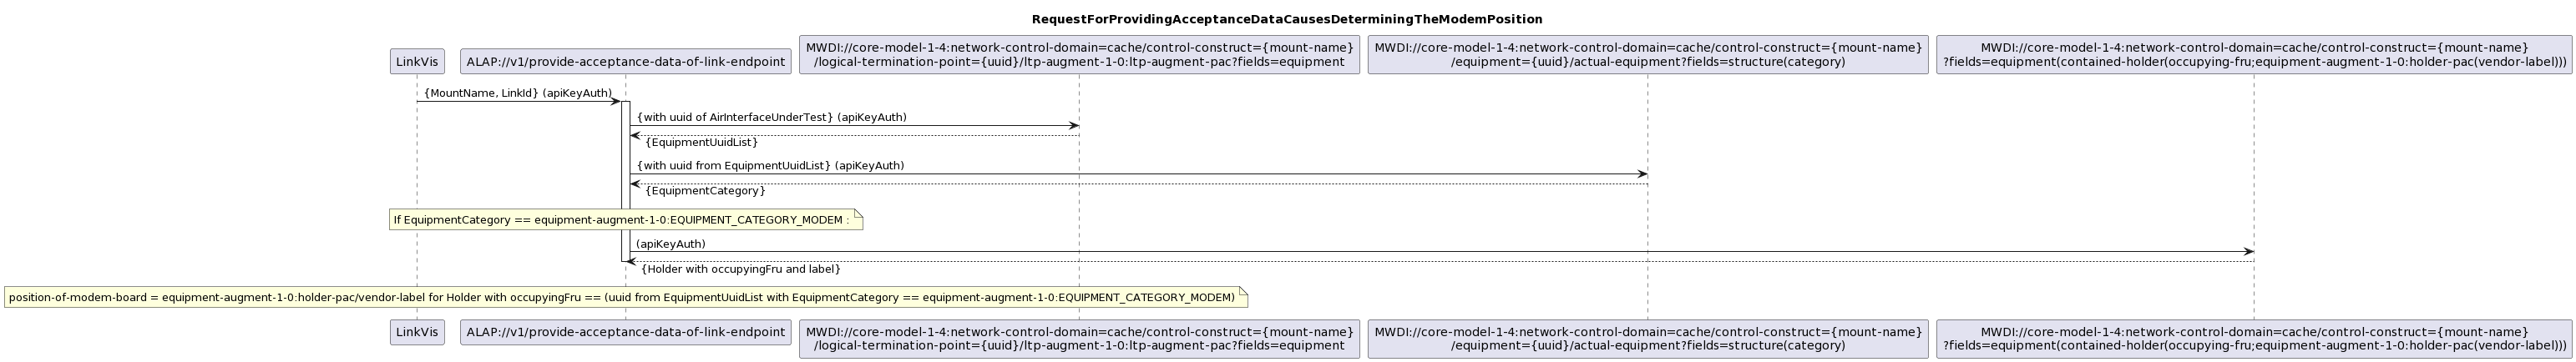 RequestForProvidingAcceptanceDataCausesDeterminingTheModemPosition
LinkVis
ALAP://v1/provide-acceptance-data-of-link-endpoint
MWDI://core-model-1-4:network-control-domain=cache/control-construct={mount-name}
/logical-termination-point={uuid}/ltp-augment-1-0:ltp-augment-pac?fields=equipment
MWDI://core-model-1-4:network-control-domain=cache/control-construct={mount-name}
/equipment={uuid}/actual-equipment?fields=structure(category)
MWDI://core-model-1-4:network-control-domain=cache/control-construct={mount-name}
?fields=equipment(contained-holder(occupying-fru;equipment-augment-1-0:holder-pac(vendor-label)))
{MountName, LinkId} (apiKeyAuth)
{with uuid of AirInterfaceUnderTest} (apiKeyAuth)
{EquipmentUuidList}
{with uuid from EquipmentUuidList} (apiKeyAuth)
{EquipmentCategory}
If EquipmentCategory == equipment-augment-1-0:EQUIPMENT_CATEGORY_MODEM :
(apiKeyAuth)
{Holder with occupyingFru and label}
position-of-modem-board = equipment-augment-1-0:holder-pac/vendor-label for Holder with occupyingFru == (uuid from EquipmentUuidList with EquipmentCategory == equipment-augment-1-0:EQUIPMENT_CATEGORY_MODEM)
LinkVis
ALAP://v1/provide-acceptance-data-of-link-endpoint
MWDI://core-model-1-4:network-control-domain=cache/control-construct={mount-name}
/logical-termination-point={uuid}/ltp-augment-1-0:ltp-augment-pac?fields=equipment
MWDI://core-model-1-4:network-control-domain=cache/control-construct={mount-name}
/equipment={uuid}/actual-equipment?fields=structure(category)
MWDI://core-model-1-4:network-control-domain=cache/control-construct={mount-name}
?fields=equipment(contained-holder(occupying-fru;equipment-augment-1-0:holder-pac(vendor-label)))